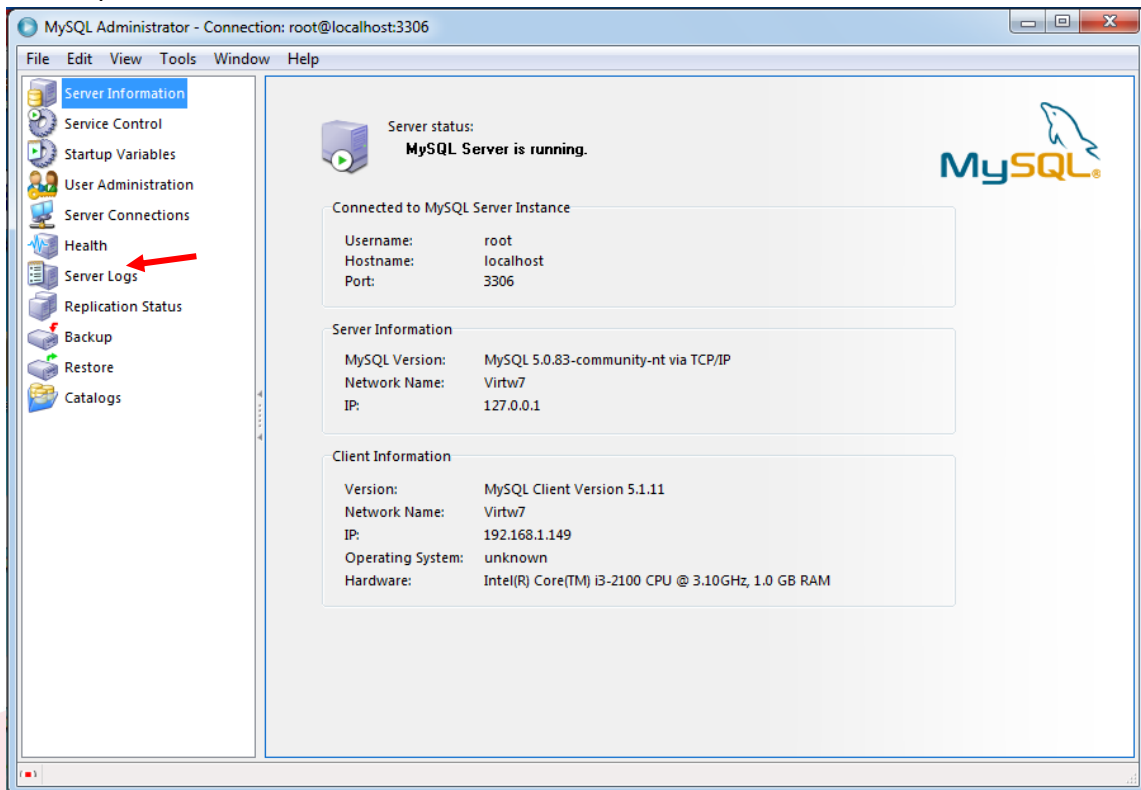 MySQL Administrator - Connection: root@localhost:3306
File Edit View Tools Window Help
Server Information
Service Control
Startup Variables
User Administration
Server Connections
Health
Server Logs
Replication Status
Backup
Restore
Catalogs
Server status:
MySQL Server is running.
MySQL®
Connected to MySQL Server Instance
Username: root
Hostname: localhost
Port: 3306
Server Information
MySQL Version: MySQL 5.0.83-community-nt via TCP/IP
Network Name: Virtw7
IP: 127.0.0.1
Client Information
Version: MySQL Client Version 5.1.11
Network Name: Virtw7
IP: 192.168.1.149
Operating System: unknown
Hardware: Intel(R) Core(TM) i3-2100 CPU @ 3.10GHz, 1.0 GB RAM